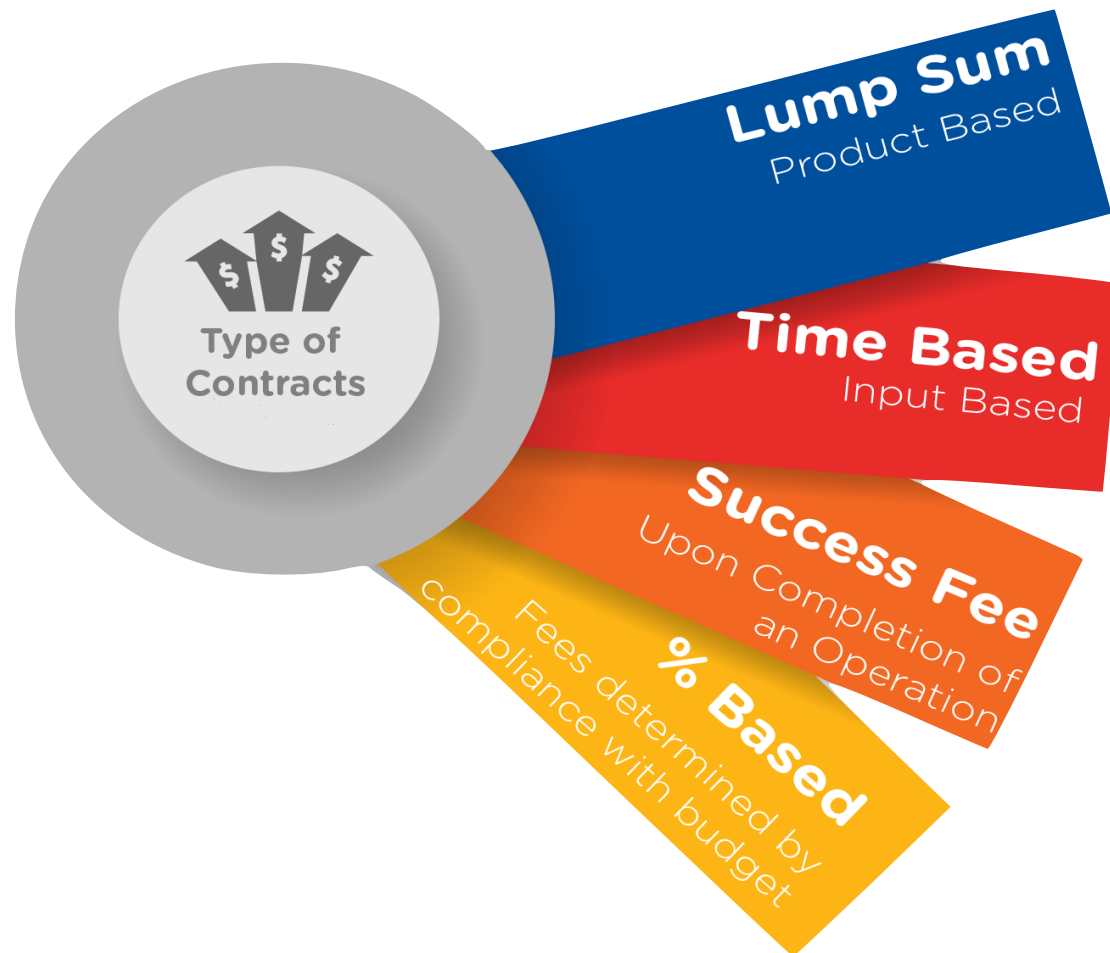 $ $ $
Type of
Contracts
Lump Sum
Product Based
Time Based
Input Based
Success Fee
Upon Completion of
an Operation
% Based
Fees determined by
compliance with budget